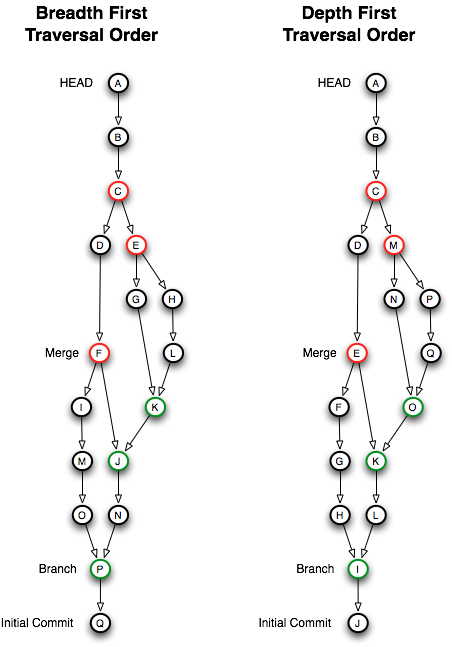 Breadth First
Traversal Order
Depth First
Traversal Order
HEAD A
HEAD A
B
B
C
C
D E
D M
G H
N P
Merge F L
Merge E Q
I K
F O
M J
G K
O N
H L
Branch P
Branch I
Initial Commit Q
Initial Commit J